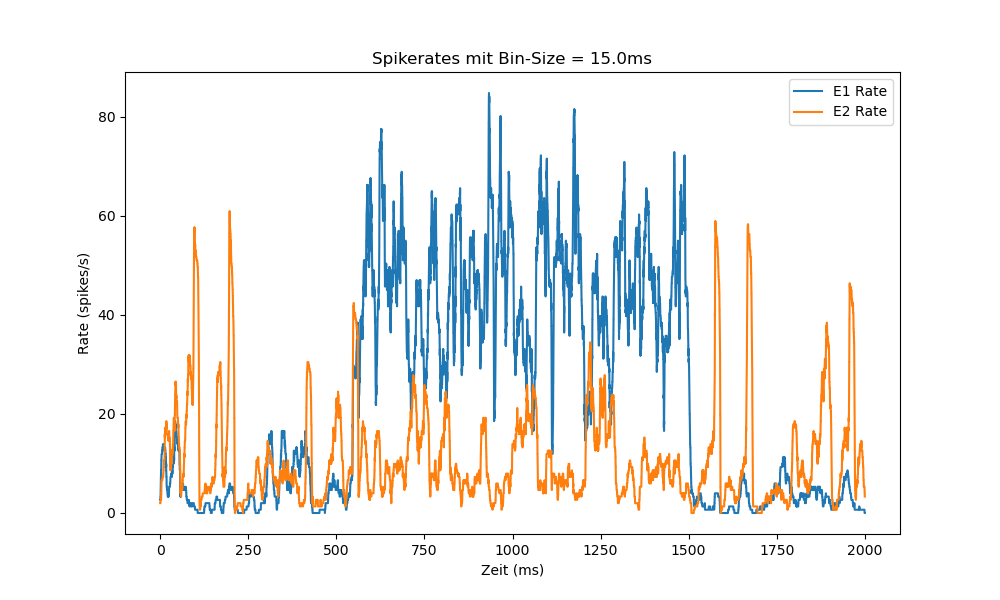 Spikerates mit Bin-Size = 15.0ms
E1 Rate
E2 Rate
Rate (spikes/s)
80
60
40
20
0
0 250 500 750 1000 1250 1500 1750 2000
Zeit (ms)